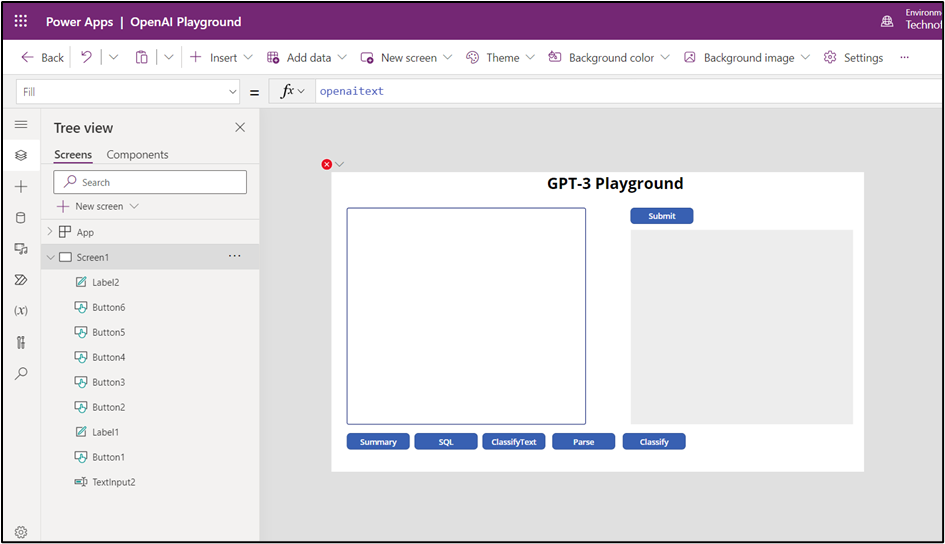 Power Apps | OpenAI Playground
Environm
Technof
Back
Insert
Add data
New screen
Theme
Background color
Background image
Settings
...
Fill
=
fx
openaitext
Tree view
Screens
Components
Search
New screen
App
Screen1
...
Label2
Button6
Button5
Button4
Button3
Button2
Label1
Button1
TextInput2
(x)
GPT-3 Playground
Submit
Summary
SQL
ClassifyText
Parse
Classify